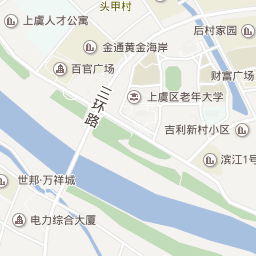 头甲村
上虞人才公寓
后村家园
金通黄金海岸
百官广场
财富广场
上虞区老年大学
三环路
吉利新村小区
滨江1号
世邦·万祥城
电力综合大厦